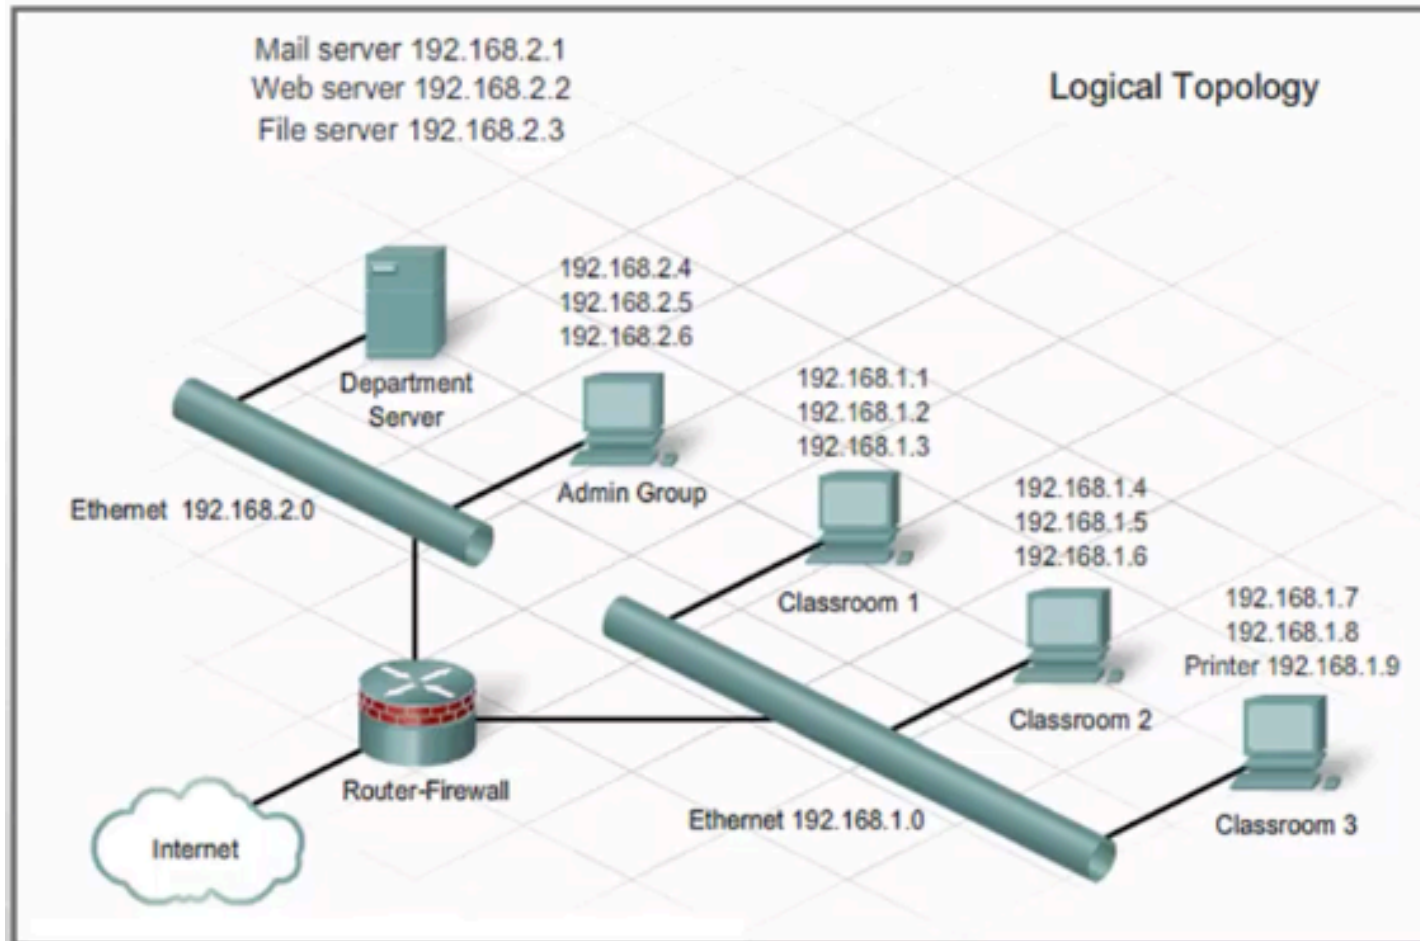 Mail server 192.168.2.1
Web server 192.168.2.2
File server 192.168.2.3
Logical Topology
192.168.2.4
192.168.2.5
192.168.2.6
Department
Server
192.168.1.1
192.168.1.2
192.168.1.3
Admin Group
Ethernet 192.168.2.0
192.168.1.4
192.168.1.5
192.168.1.6
Classroom 1
192.168.1.7
192.168.1.8
Printer 192.168.1.9
Classroom 2
Router-Firewall
Ethernet 192.168.1.0
Classroom 3
Internet